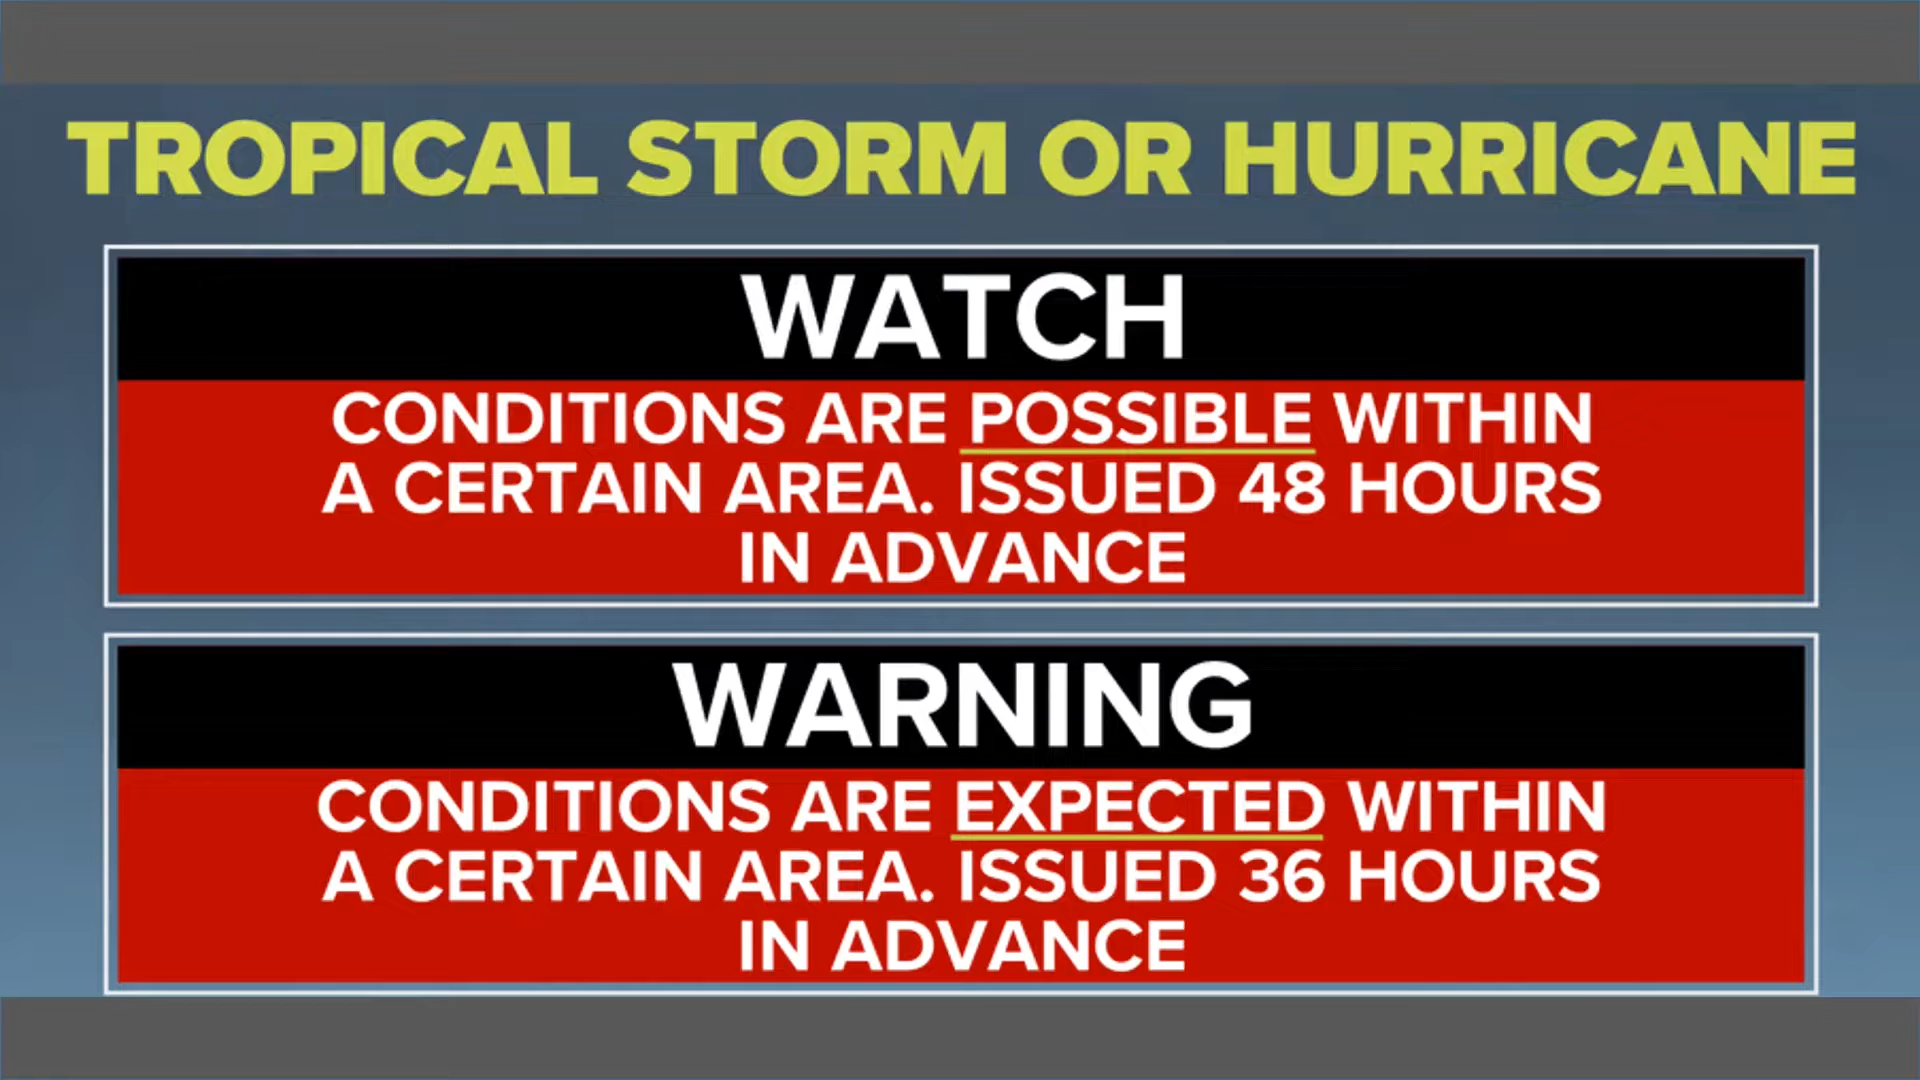 TROPICAL STORM OR HURRICANE
WATCH
CONDITIONS ARE POSSIBLE WITHIN
A CERTAIN AREA. ISSUED 48 HOURS
IN ADVANCE
WARNING
CONDITIONS ARE EXPECTED WITHIN
A CERTAIN AREA. ISSUED 36 HOURS
IN ADVANCE